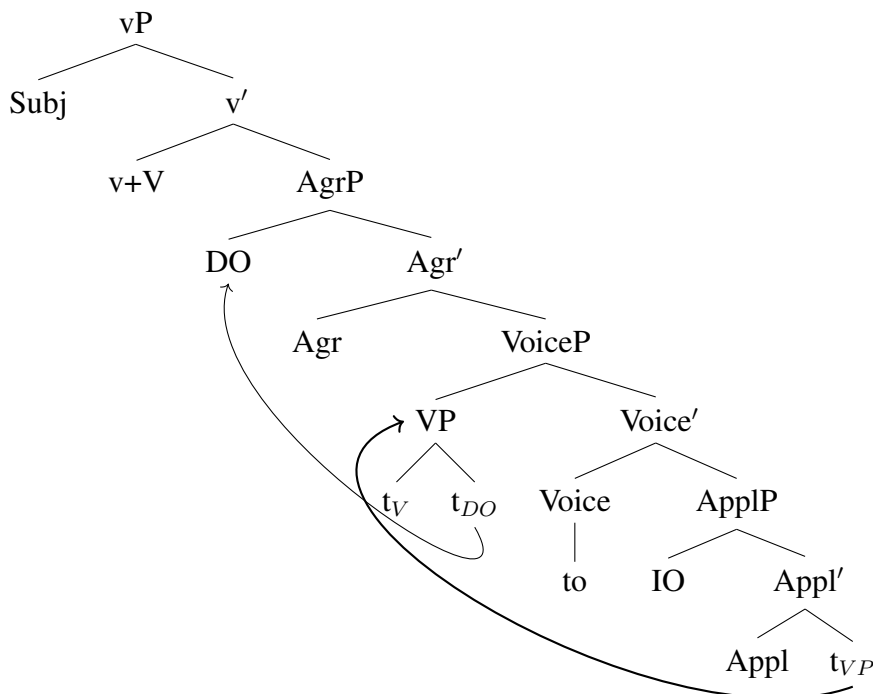 vP
Subj v′
v+V AgrP
DO Agr′
Agr VoiceP
VP Voice′
t_V t_DO Voice ApplP
to IO Appl′
Appl t_VP